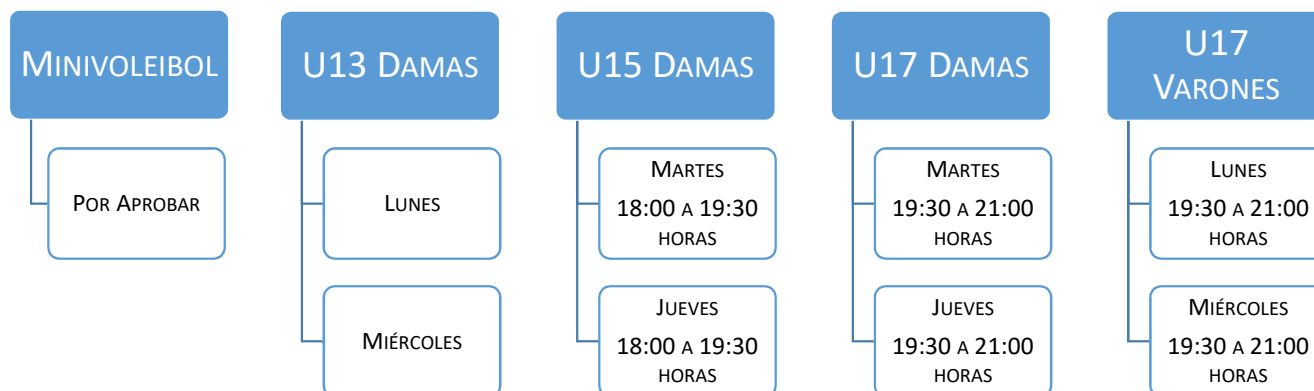 MINIVOLEIBOL
POR APROBAR
U13 DAMAS
LUNES
MIÉRCOLES
U15 DAMAS
MARTES
18:00 A 19:30
HORAS
JUEVES
18:00 A 19:30
HORAS
U17 DAMAS
MARTES
19:30 A 21:00
HORAS
JUEVES
19:30 A 21:00
HORAS
U17
VARONES
LUNES
19:30 A 21:00
HORAS
MIÉRCOLES
19:30 A 21:00
HORAS